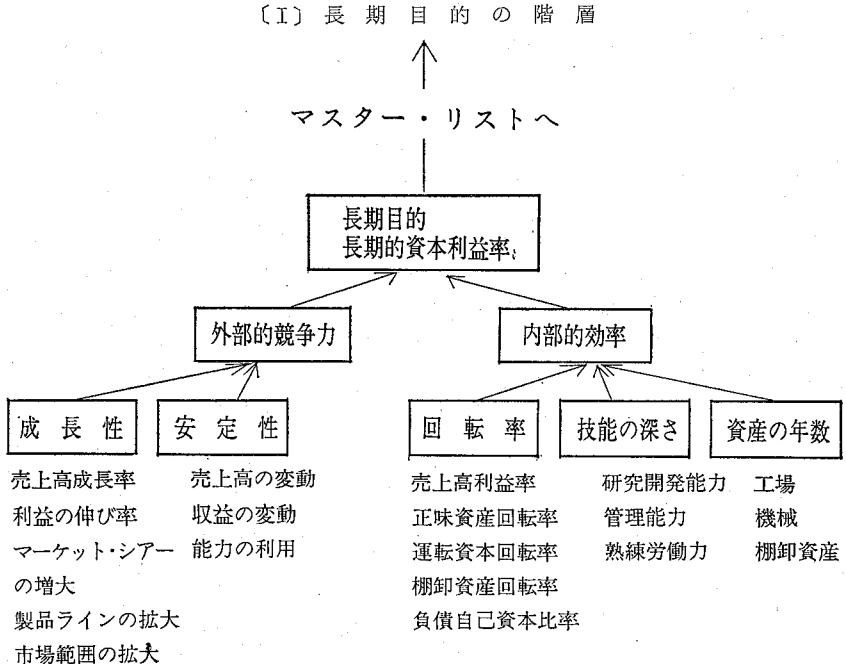 〔I〕長期目的の階層
マスター・リストへ
長期目的
長期的資本利益率
外部的競争力
内部的効率
成長性
売上高成長率
利益の伸び率
マーケット・シアー
の増大
製品ラインの拡大
市場範囲の拡大
安定性
売上高の変動
収益の変動
能力の利用
回転率
売上高利益率
正味資産回転率
運転資本回転率
棚卸資産回転率
負債自己資本比率
技能の深さ
研究開発能力
管理能力
熟練労働力
資産の年数
工場
機械
棚卸資産